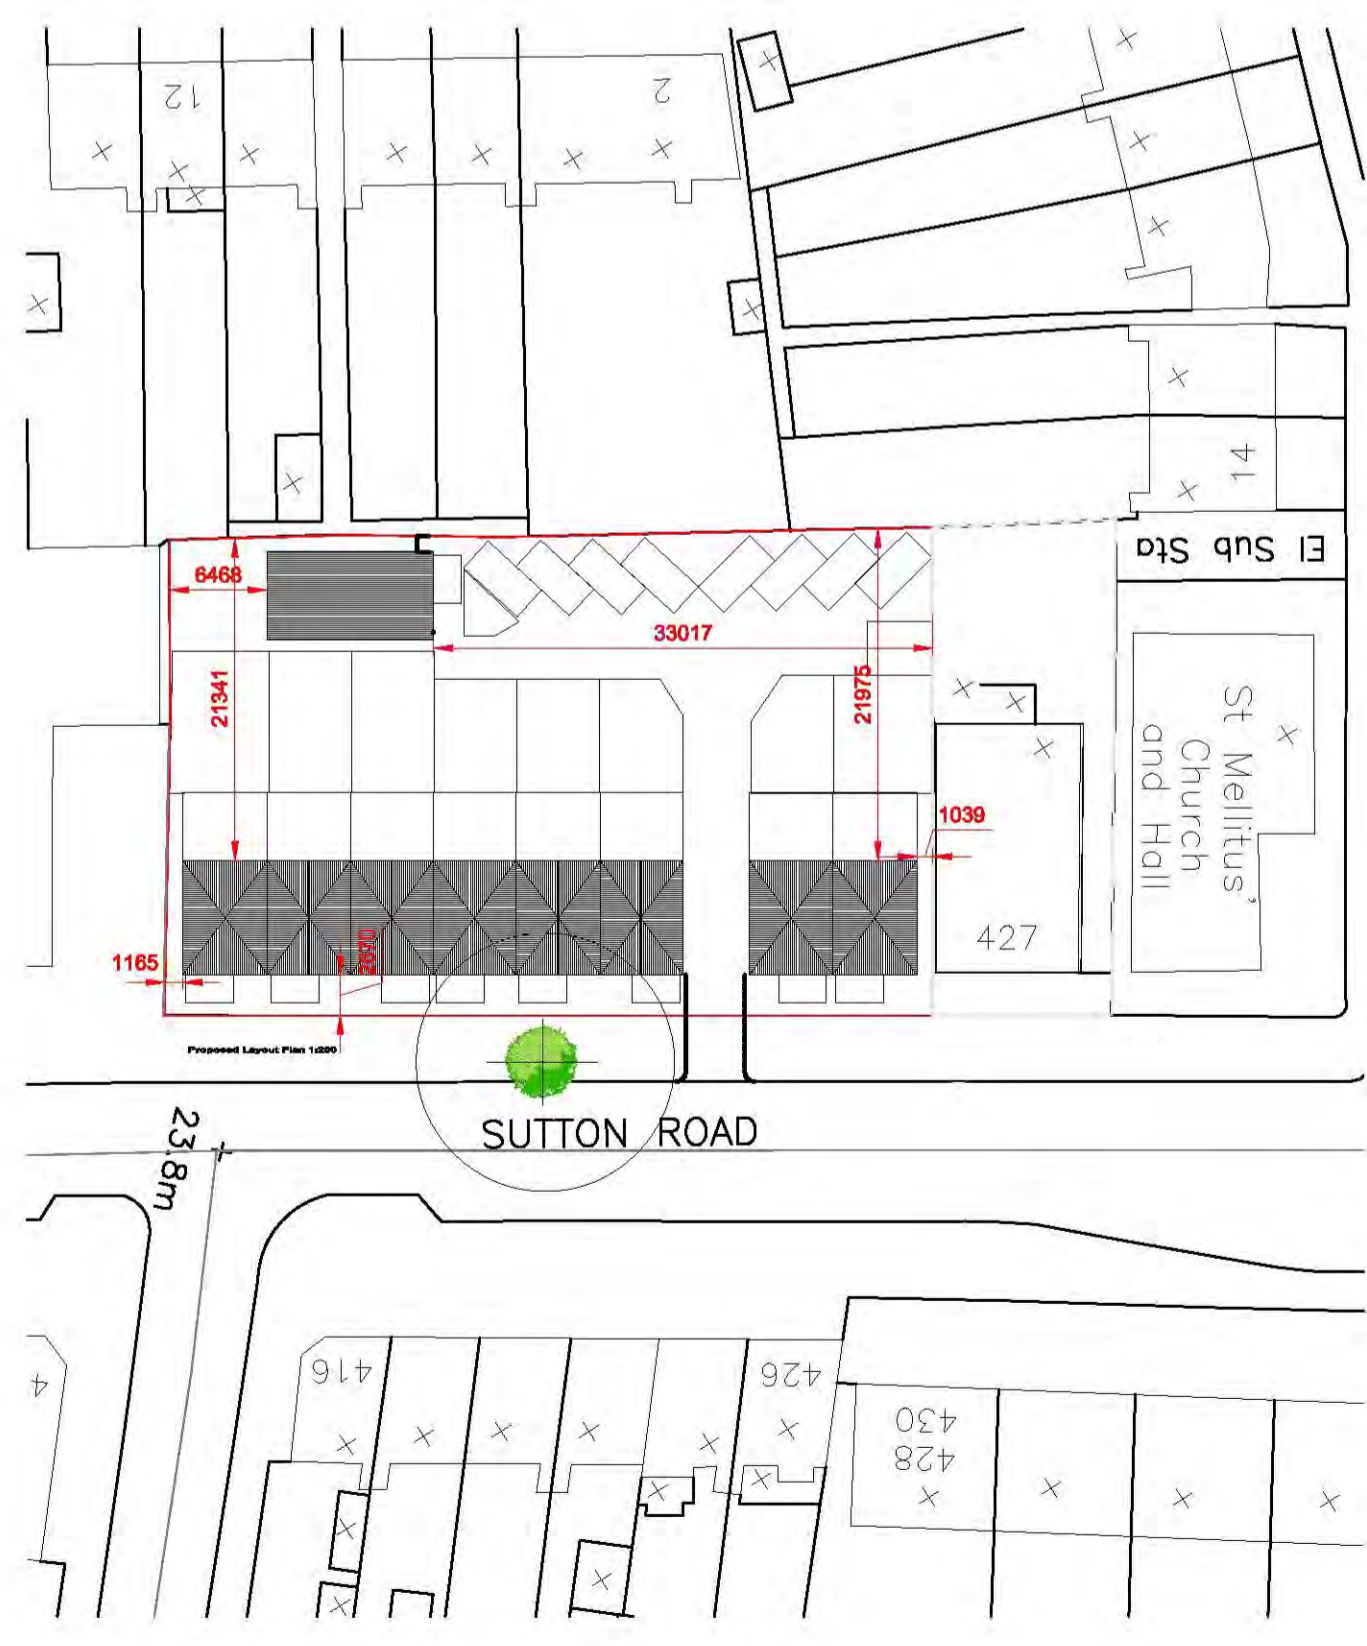 12
2
14
El Sub Sta
6468
33017
21341
21975
St Mellitus'
Church
and Hall
1039
427
1165
2670
Proposed Layout Plan 1:200
SUTTON ROAD
23.8m
416
426
4
430
428